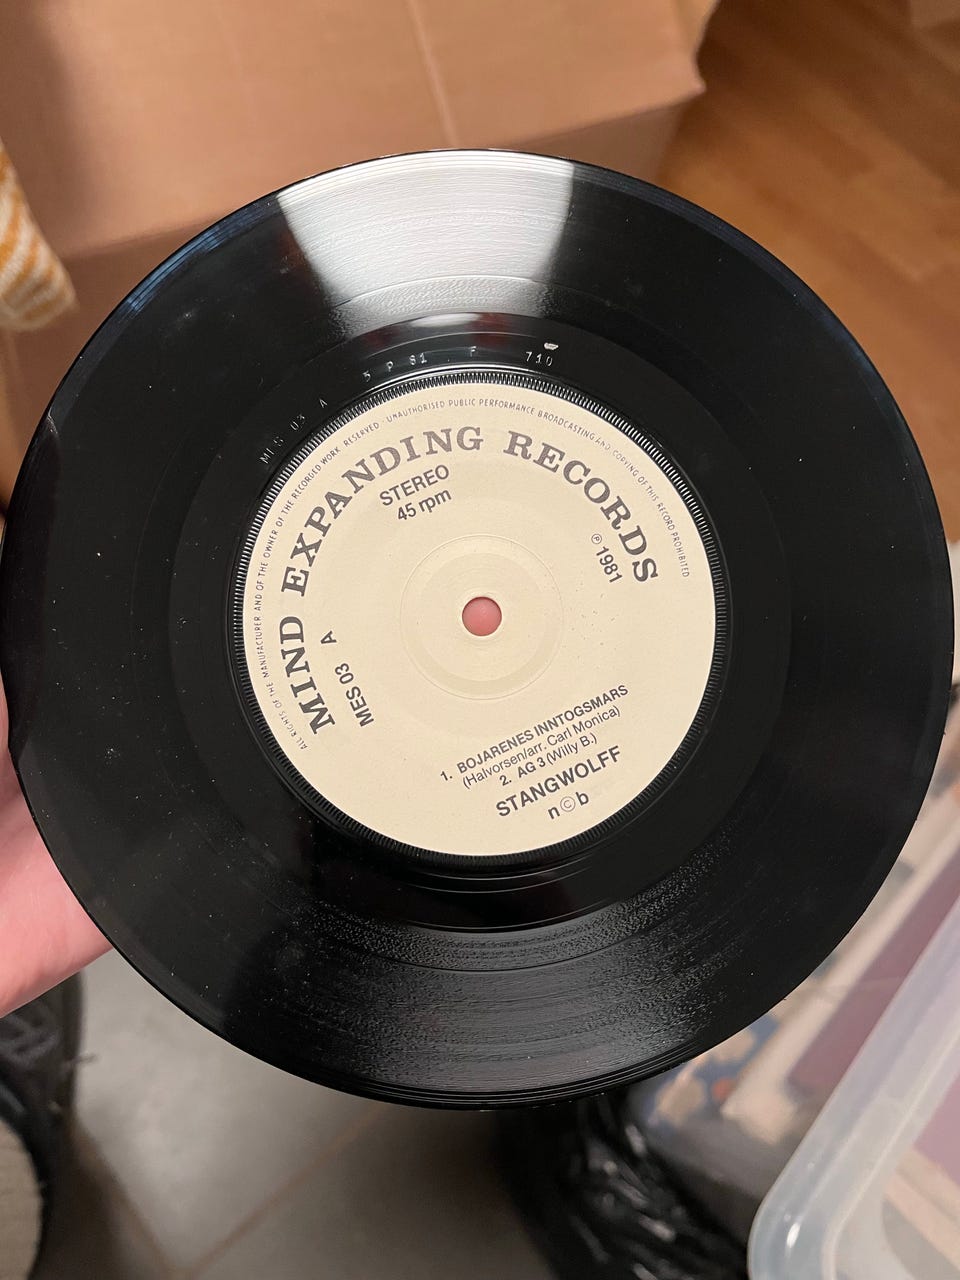 MES 03 A 5 P 81 F 710
ALL RIGHTS OF THE MANUFACTURER AND OF THE OWNER OF THE RECORDED WORK RESERVED · UNAUTHORISED PUBLIC PERFORMANCE BROADCASTING AND COPYING OF THIS RECORD PROHIBITED
MIND EXPANDING RECORDS
STEREO
45 rpm
℗ 1981
MES 03 A
1. BOJARENES INNTOGSMARS
(Halvorsen/arr. Carl Monica)
2. AG 3 (Willy B.)
STANGWOLFF
n©b